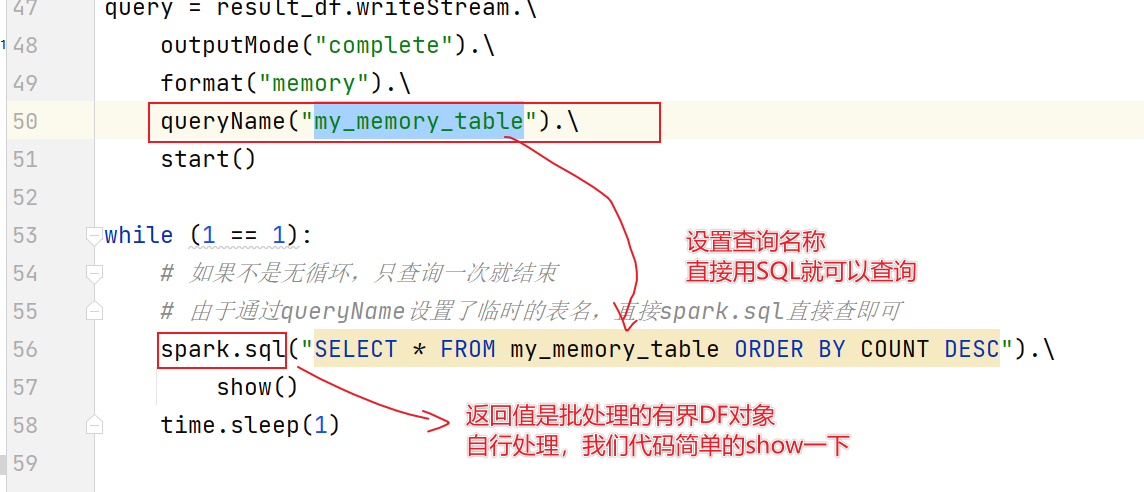 47 query = result_df.writeStream.\
48 outputMode("complete").\
49 format("memory").\
50 queryName("my_memory_table").\
51 start()
52
53 while (1 == 1):
54 # 如果不是无循环，只查询一次就结束
55 # 由于通过queryName设置了临时的表名，直接spark.sql直接查即可
56 spark.sql("SELECT * FROM my_memory_table ORDER BY COUNT DESC").\
57 show()
58 time.sleep(1)
59
设置查询名称
直接用SQL就可以查询
返回值是批处理的有界DF对象
自行处理，我们代码简单的show一下